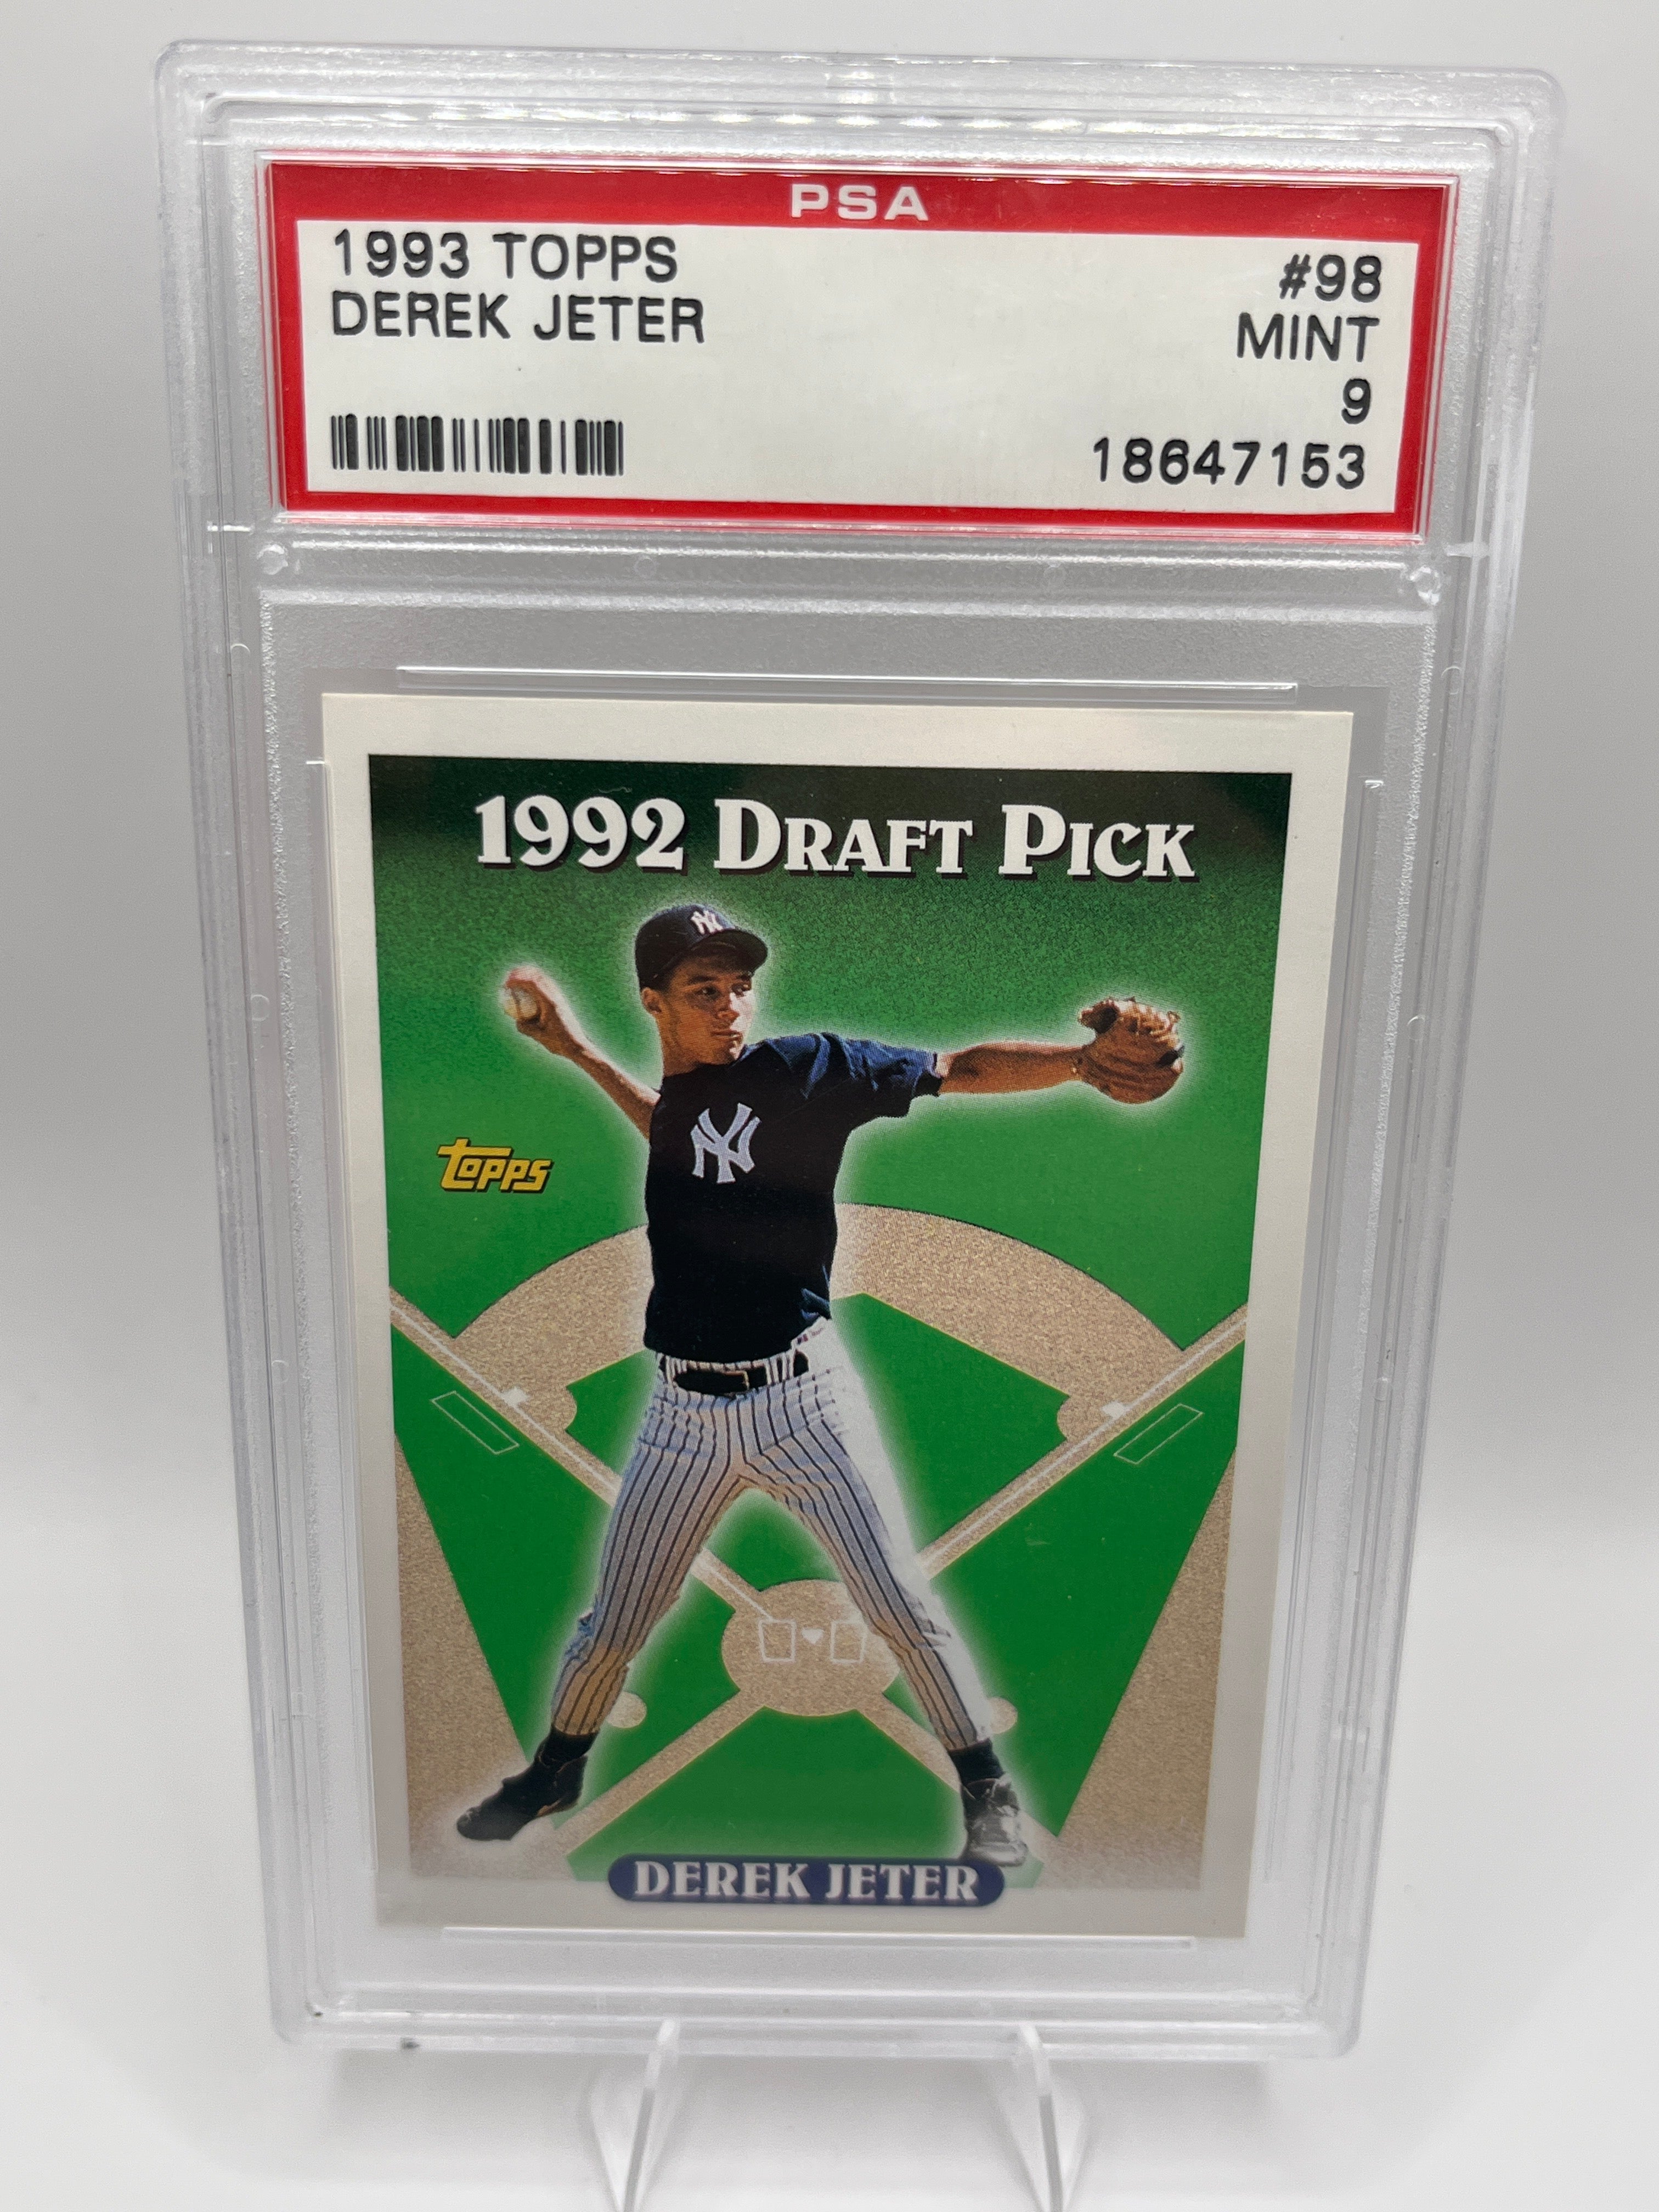 PSA
1993 TOPPS #98
DEREK JETER MINT
9
18647153
1992 DRAFT PICK
NY
NY
TOPPS
DEREK JETER